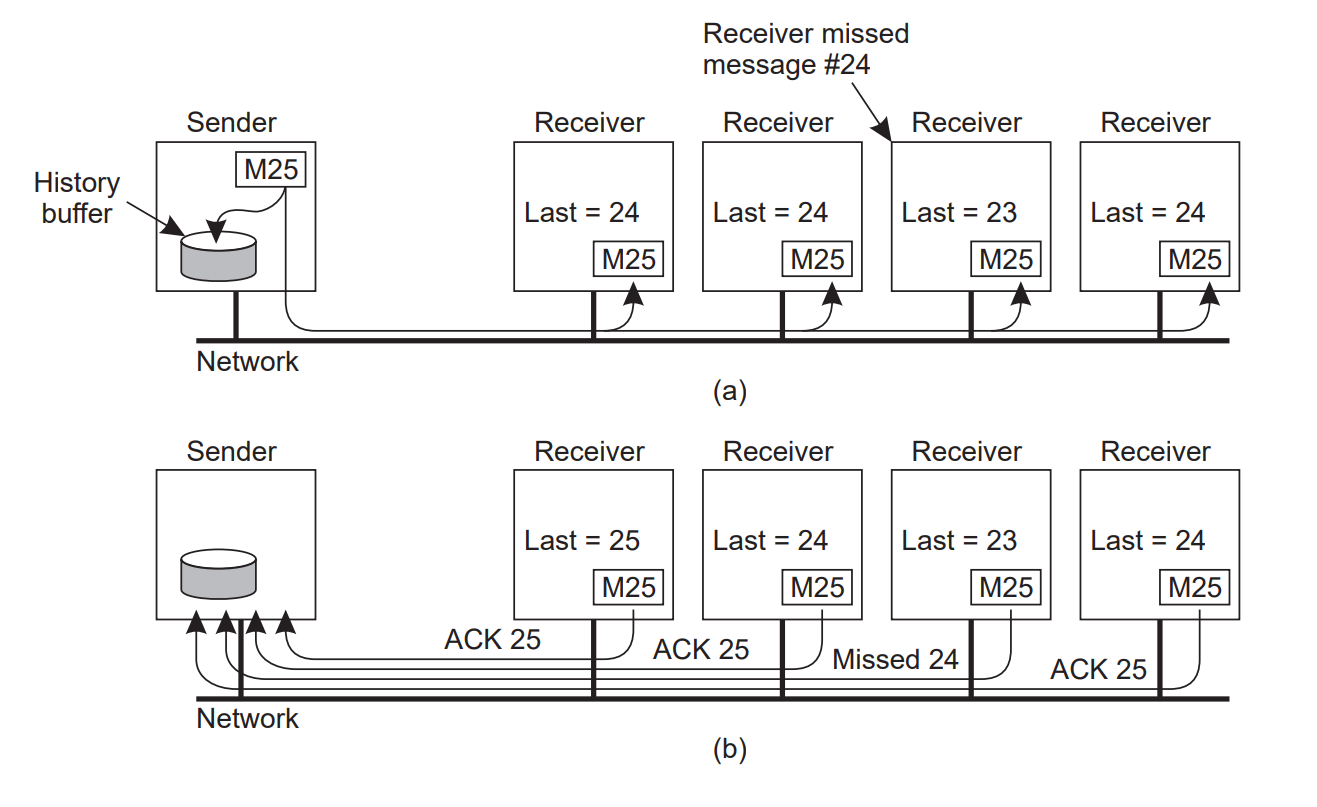 Receiver missed
message #24
Sender
Receiver
Receiver
Receiver
Receiver
M25
History
buffer
Last = 24
Last = 24
Last = 23
Last = 24
M25
M25
M25
M25
Network
(a)
Sender
Receiver
Receiver
Receiver
Receiver
Last = 25
Last = 24
Last = 23
Last = 24
M25
M25
M25
M25
ACK 25
ACK 25
Missed 24
ACK 25
Network
(b)